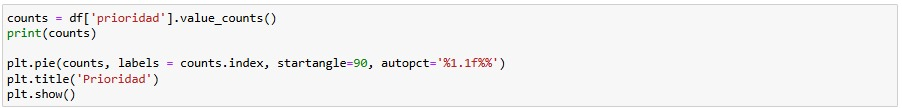 counts = df['prioridad'].value_counts()
print(counts)

plt.pie(counts, labels = counts.index, startangle=90, autopct='%1.1f%%')
plt.title('Prioridad')
plt.show()